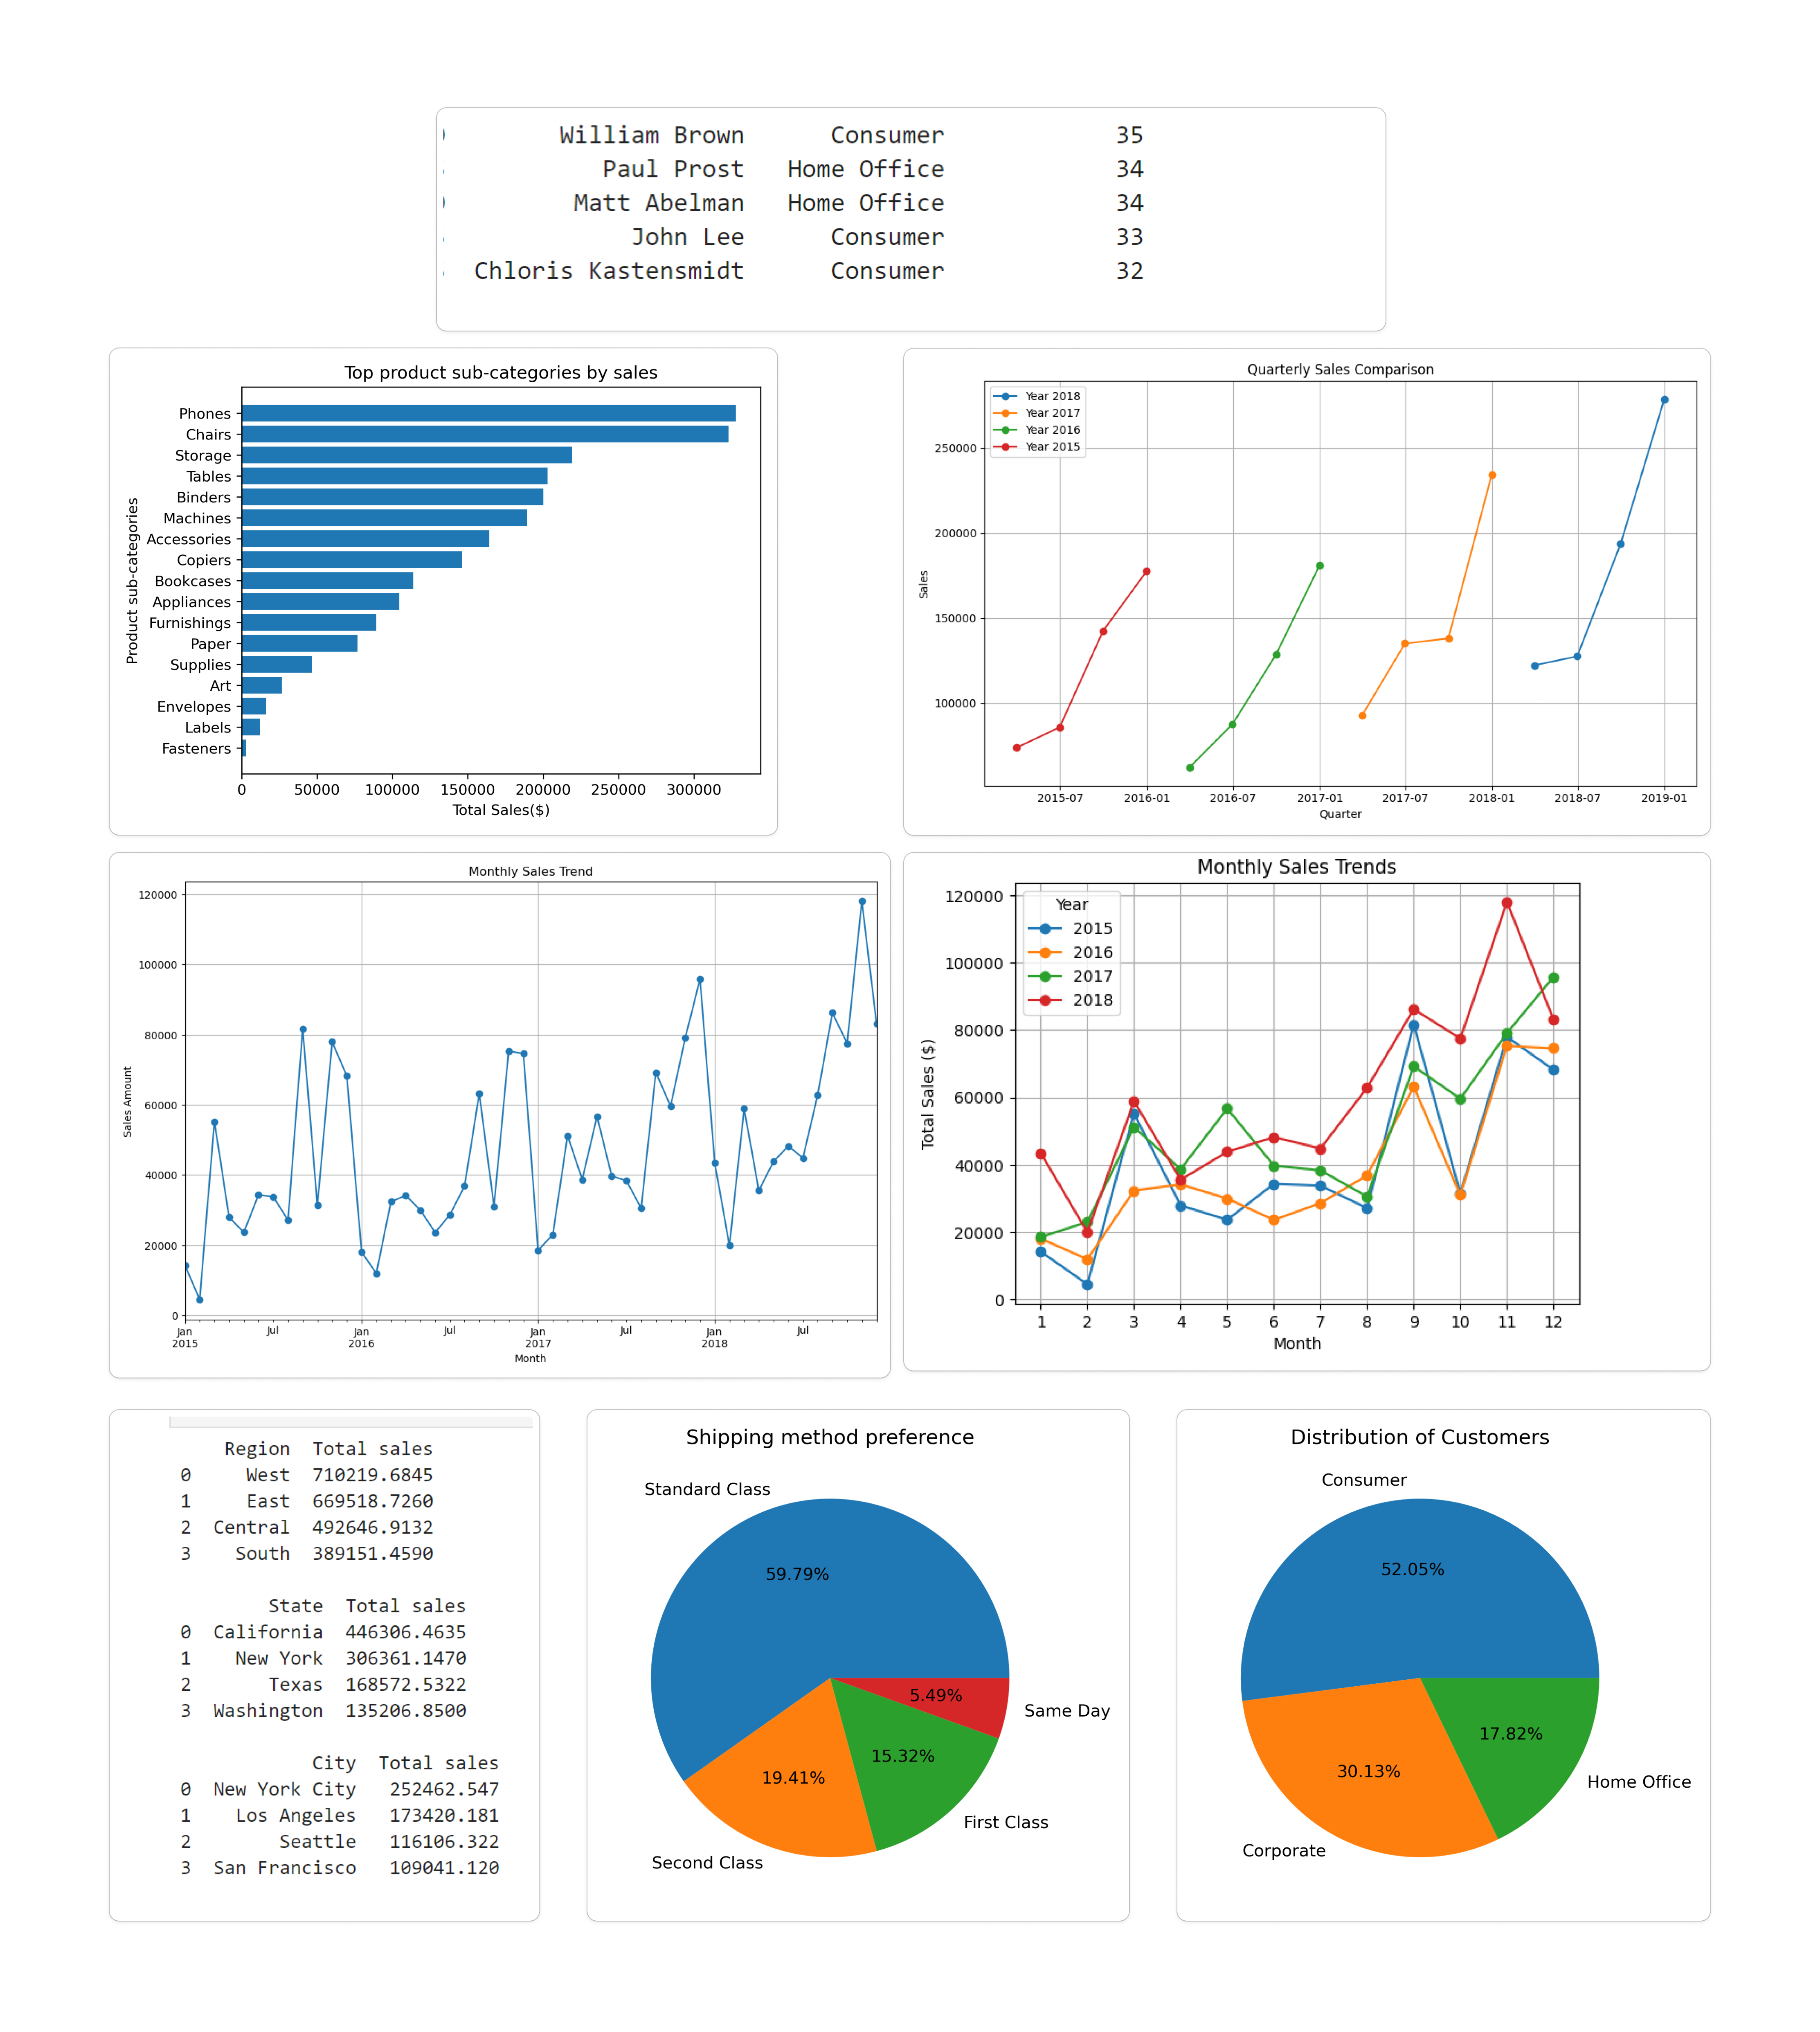 William Brown Consumer 35
Paul Prost Home Office 34
Matt Abelman Home Office 34
John Lee Consumer 33
Chloris Kastensmidt Consumer 32
Top product sub-categories by sales
Product sub-categories
Phones
Chairs
Storage
Tables
Binders
Machines
Accessories
Copiers
Bookcases
Appliances
Furnishings
Paper
Supplies
Art
Envelopes
Labels
Fasteners
0 50000 100000 150000 200000 250000 300000
Total Sales($)
Quarterly Sales Comparison
Year 2018
Year 2017
Year 2016
Year 2015
Sales
250000
200000
150000
100000
2015-07 2016-01 2016-07 2017-01 2017-07 2018-01 2018-07 2019-01
Quarter
Monthly Sales Trend
Sales Amount
120000
100000
80000
60000
40000
20000
0
Jan Jul Jan Jul Jan Jul Jan Jul
2015 2016 2017 2018
Month
Monthly Sales Trends
Year
2015
2016
2017
2018
Total Sales ($)
120000
100000
80000
60000
40000
20000
0
1 2 3 4 5 6 7 8 9 10 11 12
Month
Region Total sales
0 West 710219.6845
1 East 669518.7260
2 Central 492646.9132
3 South 389151.4590
State Total sales
0 California 446306.4635
1 New York 306361.1470
2 Texas 168572.5322
3 Washington 135206.8500
City Total sales
0 New York City 252462.547
1 Los Angeles 173420.181
2 Seattle 116106.322
3 San Francisco 109041.120
Shipping method preference
Standard Class
59.79%
5.49%
Same Day
15.32%
19.41%
First Class
Second Class
Distribution of Customers
Consumer
52.05%
17.82%
30.13%
Home Office
Corporate